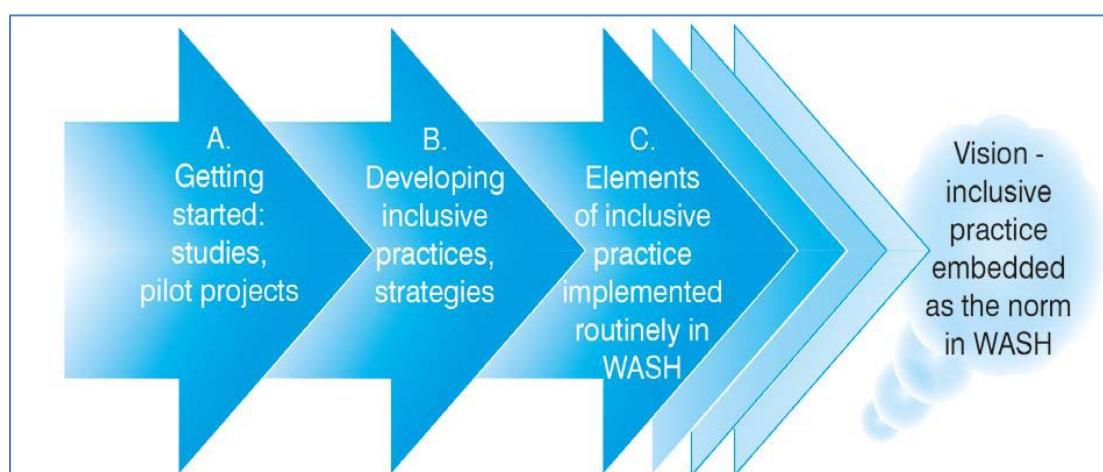 A.
Getting
started:
studies,
pilot projects
B.
Developing
inclusive
practices,
strategies
C.
Elements
of inclusive
practice
implemented
routinely in
WASH
Vision -
inclusive
practice
embedded
as the norm
in WASH